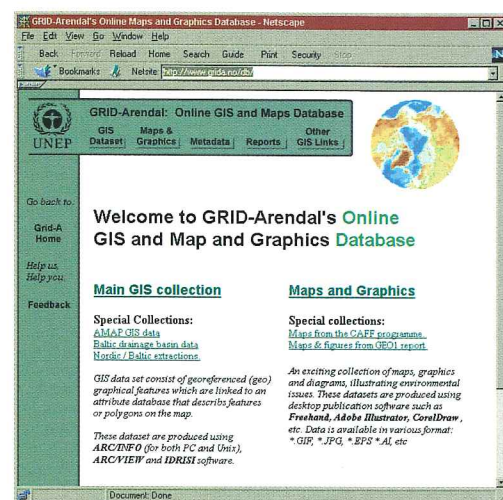 GRID-Arendal's Online Maps and Graphics Database - Netscape
File Edit View Go Window Help
Back Forward Reload Home Search Guide Print Security Stop
Bookmarks Netsite http://www.grida.no/db/
UNEP
GRID-Arendal: Online GIS and Maps Database
GIS Dataset
Maps & Graphics
Metadata
Reports
Other GIS Links
Go back to:
Grid-A
Home
Help us,
Help you.
Feedback
Welcome to GRID-Arendal's Online
GIS and Map and Graphics Database
Main GIS collection
Special Collections:
AMAP GIS data
Baltic drainage basin data
Nordic / Baltic extractions
GIS data set consist of georeferenced (geo)
graphical features which are linked to an
attribute database that describs features
or polygons on the map.
These dataset are produced using
ARC/INFO (for both PC and Unix),
ARC/VIEW and IDRISI software.
Maps and Graphics
Special collections:
Maps from the CAFF programme
Maps & figures from GEO1 report
An exciting collection of maps, graphics
and diagrams, illustrating environmental
issues. These datasets are produced using
desktop publication software such as
Freehand, Adobe Illustrator, CorelDraw,
etc. Data is available in various format:
*.GIF, *.JPG, *.EPS *.AI, etc
Document: Done